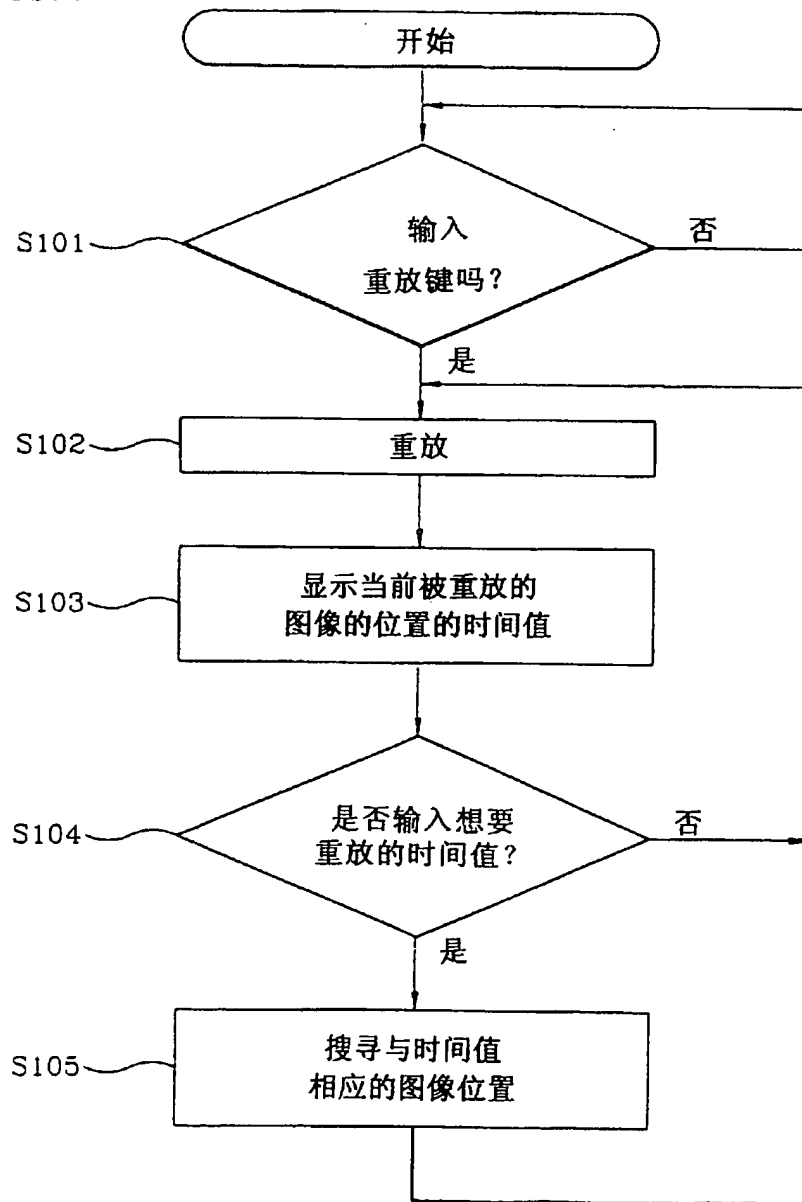 开始
S101
输入
重放键吗?
否
是
S102
重放
S103
显示当前被重放的
图像的位置的时间值
S104
是否输入想要
重放的时间值?
否
是
S105
搜寻与时间值
相应的图像位置